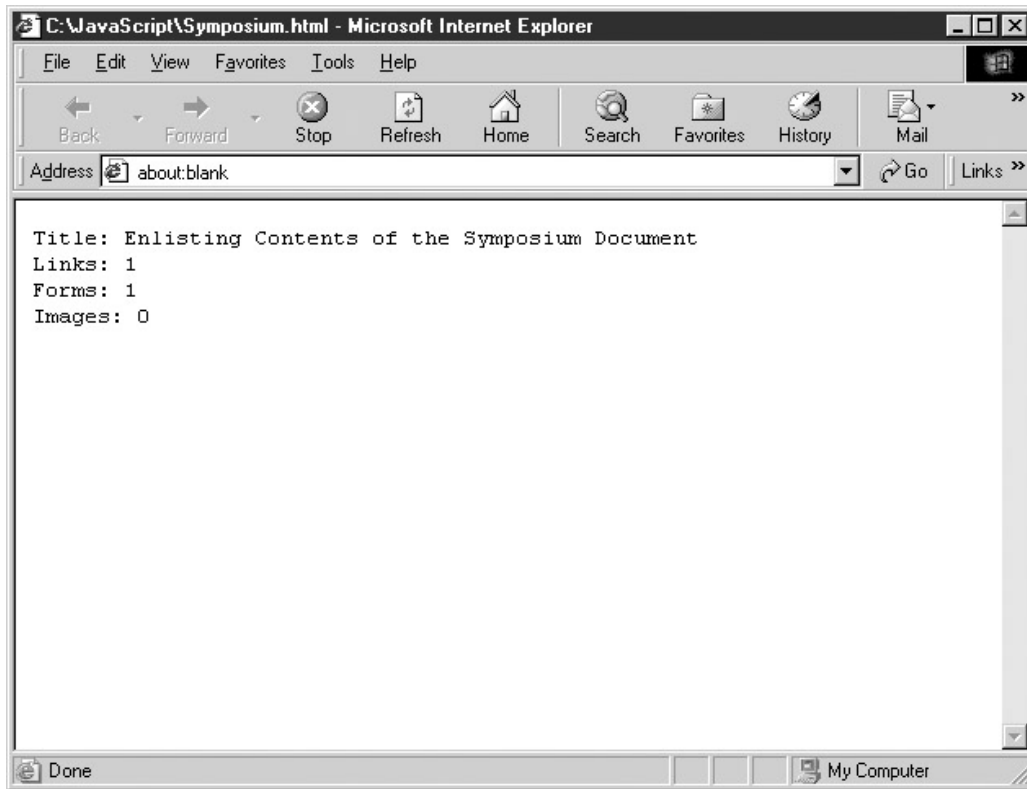 C:\JavaScript\Symposium.html - Microsoft Internet Explorer
File Edit View Favorites Tools Help
Back Forward Stop Refresh Home Search Favorites History Mail »
Address about:blank Go Links »
Title: Enlisting Contents of the Symposium Document
Links: 1
Forms: 1
Images: 0
Done My Computer